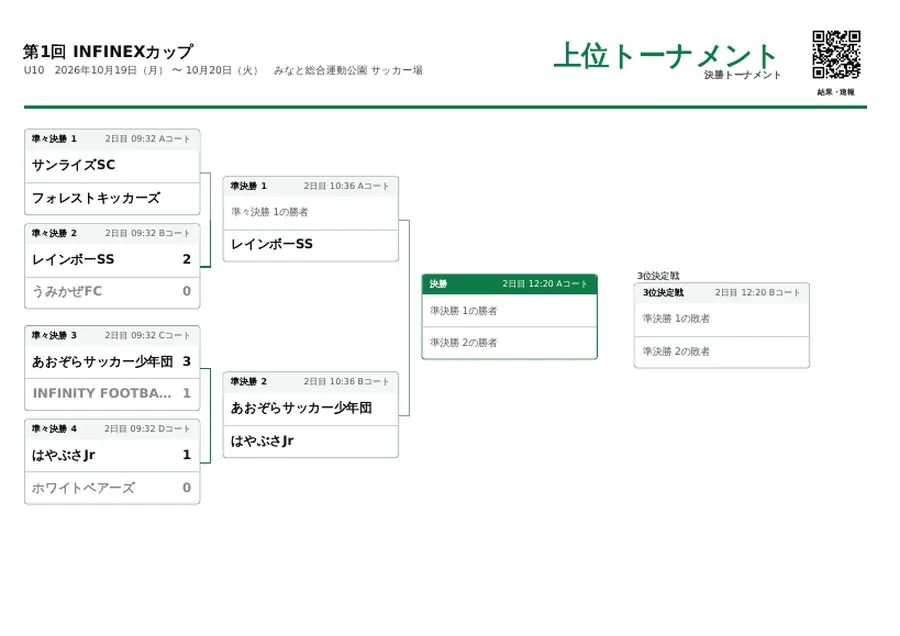 第1回 INFINEXカップ
U10 2026年10月19日（月） 〜 10月20日（火） みなと総合運動公園 サッカー場
上位トーナメント
決勝トーナメント
結果・速報
準々決勝 1 2日目 09:32 Aコート
サンライズSC
フォレストキッカーズ
準々決勝 2 2日目 09:32 Bコート
レインボーSS 2
うみかぜFC 0
準々決勝 3 2日目 09:32 Cコート
あおぞらサッカー少年団 3
INFINITY FOOTBA… 1
準々決勝 4 2日目 09:32 Dコート
はやぶさJr 1
ホワイトベアーズ 0
準決勝 1 2日目 10:36 Aコート
準々決勝 1の勝者
レインボーSS
準決勝 2 2日目 10:36 Bコート
あおぞらサッカー少年団
はやぶさJr
決勝 2日目 12:20 Aコート
準決勝 1の勝者
準決勝 2の勝者
3位決定戦
3位決定戦 2日目 12:20 Bコート
準決勝 1の敗者
準決勝 2の敗者